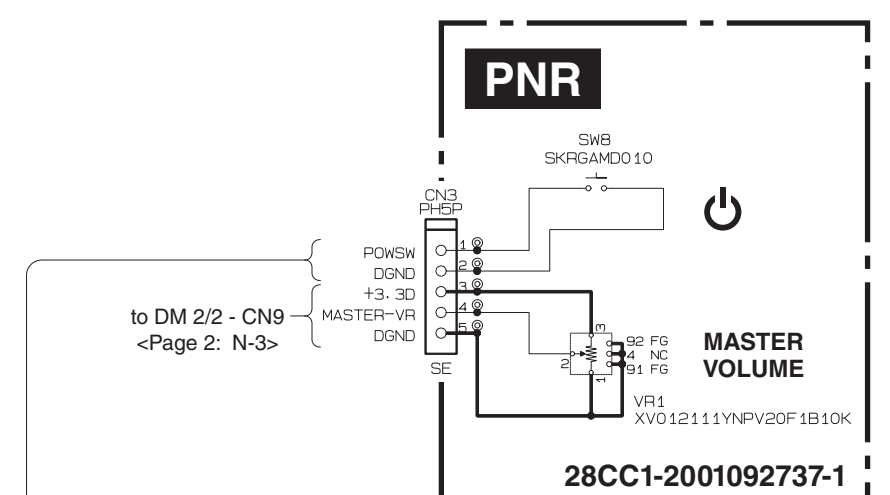 PNR
SW8
SKRGAMD010
CN3
PH5P
POWSW 1
DGND 2
+3.3D 3
MASTER-VR 4
DGND 5
to DM 2/2 - CN9
<Page 2: N-3>
SE
3
2
1
92 FG
4 NC
91 FG
MASTER
VOLUME
VR1
XV012111YNPV20F1B10K
28CC1-2001092737-1